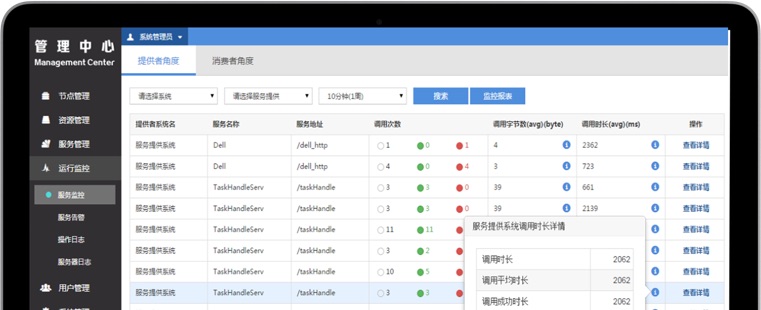 系统管理员
管理中心
Management Center
提供者角度 消费者角度
节点管理
资源管理
服务管理
运行监控
服务监控
服务告警
操作日志
服务器日志
用户管理
请选择系统 请选择服务提供 10分钟(1周) 搜索 监控报表
提供者系统名 服务名称 服务地址 调用次数 调用字节数(avg)(byte) 调用时长(avg)(ms) 操作
服务提供系统 Dell /dell_http 1 0 1 4 2362 查看详情
服务提供系统 Dell /dell_http 4 0 4 3 723 查看详情
服务提供系统 TaskHandleServ /taskHandle 3 3 0 39 661 查看详情
服务提供系统 TaskHandleServ /taskHandle 3 3 0 39 2139 查看详情
服务提供系统 TaskHandleServ /taskHandle 11 11 查看详情
服务提供系统 TaskHandleServ /taskHandle 3 2 查看详情
服务提供系统 TaskHandleServ /taskHandle 10 5 查看详情
服务提供系统 TaskHandleServ /taskHandle 3 3 查看详情
服务提供系统调用时长详情
调用时长 2062
调用平均时长 2062
调用成功时长 2062